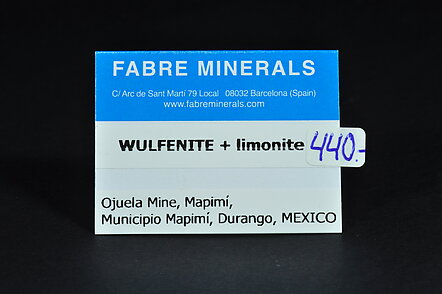 FABRE MINERALS
C/ Arc de Sant Martí 79 Local 08032 Barcelona (Spain)
www.fabreminerals.com
WULFENITE + limonite 440.-
Ojuela Mine, Mapimí,
Municipio Mapimí, Durango, MEXICO